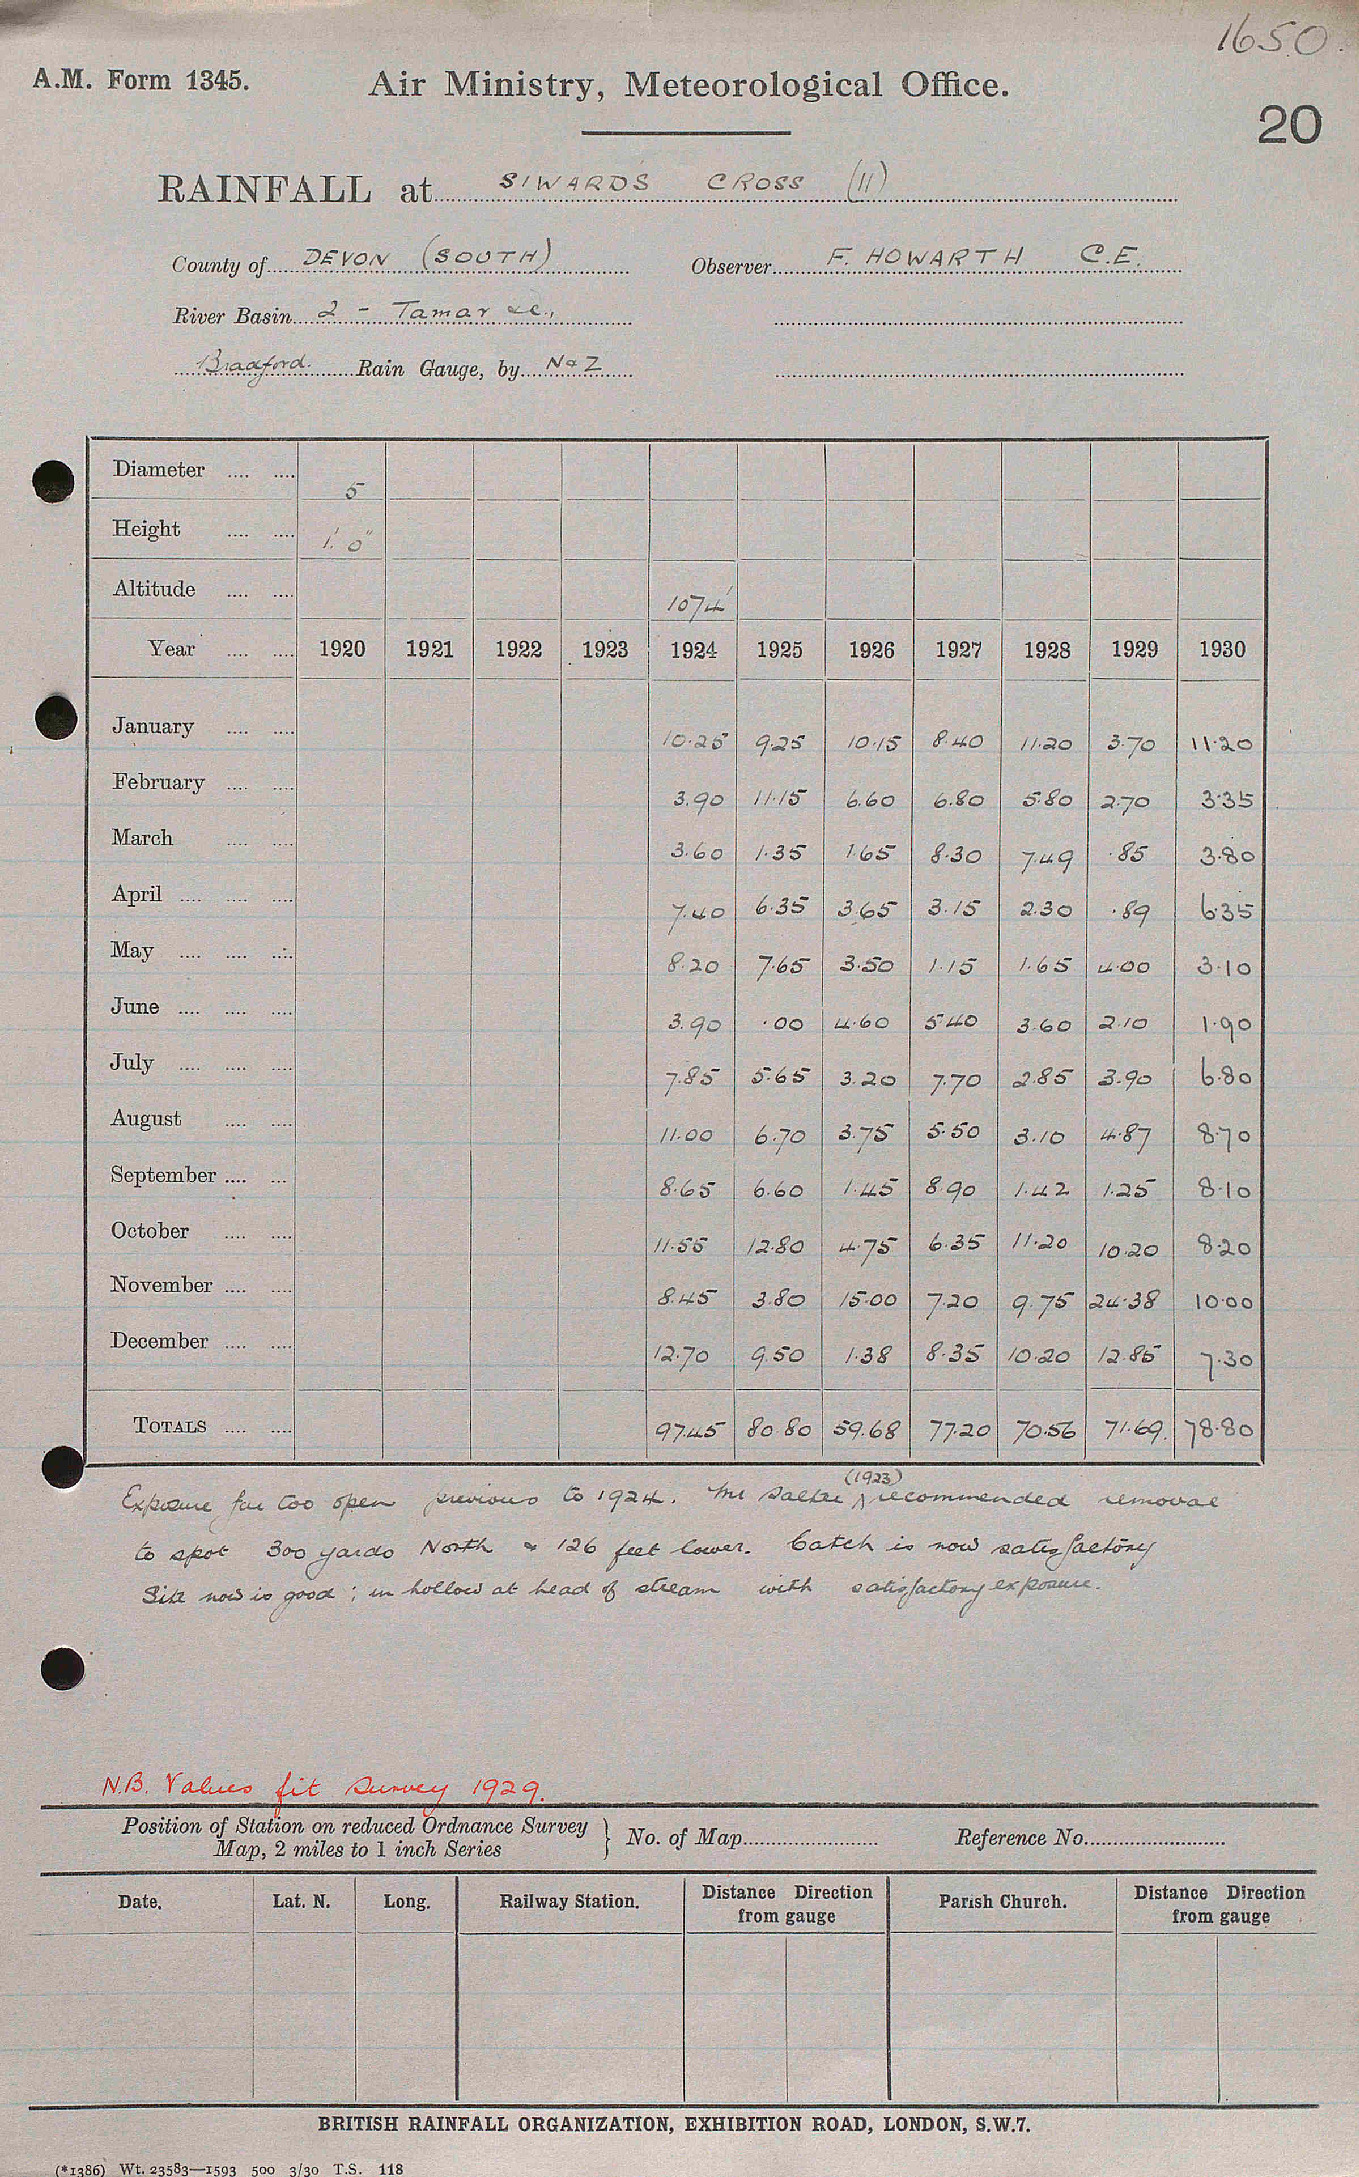 1650.
A.M. Form 1345. Air Ministry, Meteorological Office.
20
RAINFALL at SIWARDS CROSS (11)
County of DEVON (SOUTH) Observer F. HOWARTH C.E.
River Basin 2 - Tamar &c.,
Bradford. Rain Gauge, by N & Z
Diameter .... .... 5
Height .... .... 1' 0"
Altitude .... .... 1074'
Year .... .... 1920 1921 1922 1923 1924 1925 1926 1927 1928 1929 1930
January .... .... 10.25 9.25 10.15 8.40 11.20 3.70 11.20
February .... .... 3.90 11.15 6.60 6.80 5.80 2.70 3.35
March .... .... 3.60 1.35 1.65 8.30 7.49 .85 3.80
April .... .... .... 7.40 6.35 3.65 3.15 2.30 .89 6.35
May .... .... .... 8.20 7.65 3.50 1.15 1.65 4.00 3.10
June .... .... .... 3.90 .00 4.60 5.40 3.60 2.10 1.90
July .... .... .... 7.85 5.65 3.20 7.70 2.85 3.90 6.80
August .... .... 11.00 6.70 3.75 5.50 3.10 4.87 8.70
September .... .... 8.65 6.60 1.45 8.90 1.42 1.25 8.10
October .... .... 11.55 12.80 4.75 6.35 11.20 10.20 8.20
November .... .... 8.45 3.80 15.00 7.20 9.75 24.38 10.00
December .... .... 12.70 9.50 1.38 8.35 10.20 12.85 7.30
TOTALS .... .... 97.45 80.80 59.68 77.20 70.56 71.69 78.80
Exposure far too open previous to 1924. Mr Salter (1923) recommended removal
to spot 300 yards North & 126 feet lower. Catch is now satisfactory
Site now is good; in hollow at head of stream with satisfactory exposure.
N.B. Values fit survey 1929.
Position of Station on reduced Ordnance Survey
Map, 2 miles to 1 inch Series } No. of Map Reference No.
Date. Lat. N. Long. Railway Station. Distance Direction from gauge Parish Church. Distance Direction from gauge
BRITISH RAINFALL ORGANIZATION, EXHIBITION ROAD, LONDON, S.W.7.
(*1386) Wt. 23583—1593 500 3/30 T.S. 118